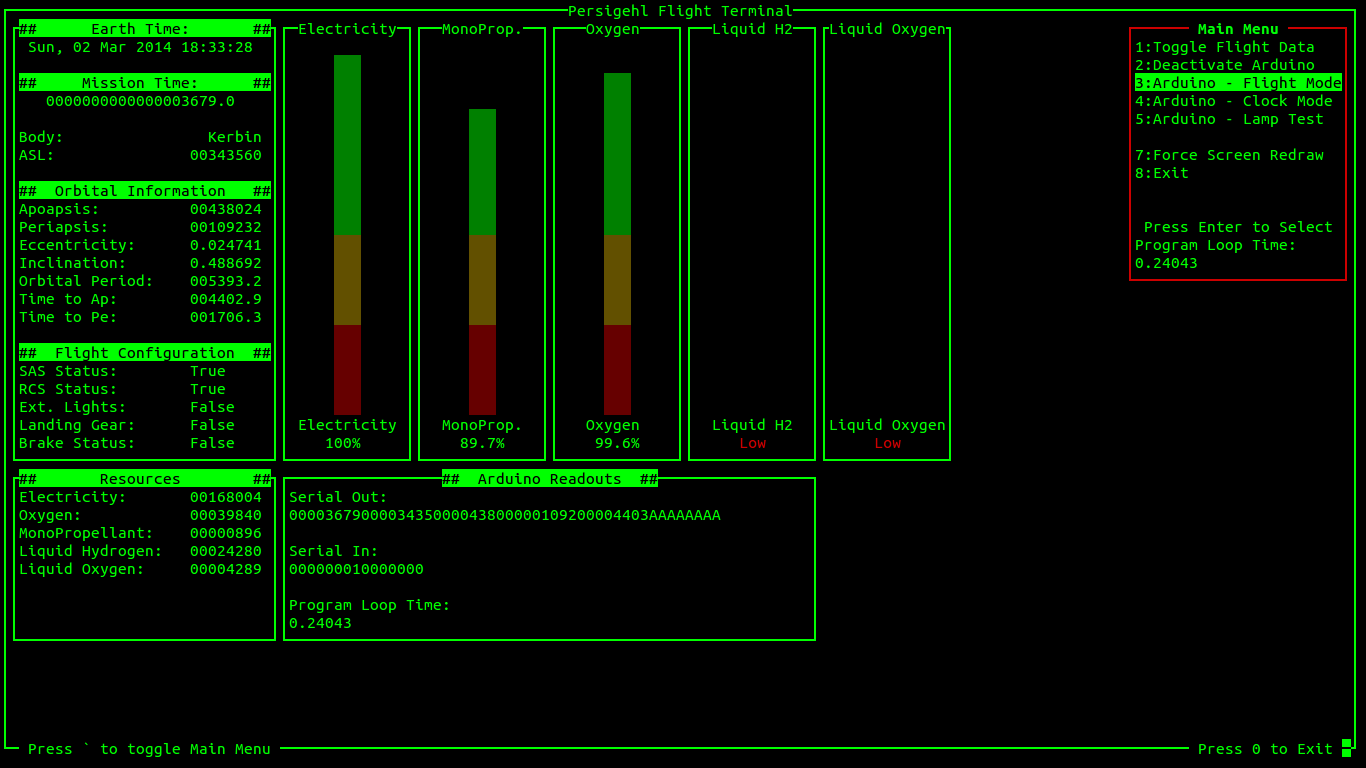 Persigehl Flight Terminal
## Earth Time: ##
Sun, 02 Mar 2014 18:33:28
## Mission Time: ##
0000000000000003679.0
Body: Kerbin
ASL: 00343560
## Orbital Information ##
Apoapsis: 00438024
Periapsis: 00109232
Eccentricity: 0.024741
Inclination: 0.488692
Orbital Period: 005393.2
Time to Ap: 004402.9
Time to Pe: 001706.3
## Flight Configuration ##
SAS Status: True
RCS Status: True
Ext. Lights: False
Landing Gear: False
Brake Status: False
Electricity
Electricity
100%
MonoProp.
MonoProp.
89.7%
Oxygen
Oxygen
99.6%
Liquid H2
Liquid H2
Low
Liquid Oxygen
Liquid Oxygen
Low
Main Menu
1:Toggle Flight Data
2:Deactivate Arduino
3:Arduino - Flight Mode
4:Arduino - Clock Mode
5:Arduino - Lamp Test
7:Force Screen Redraw
8:Exit
Press Enter to Select
Program Loop Time:
0.24043
## Resources ##
Electricity: 00168004
Oxygen: 00039840
MonoPropellant: 00000896
Liquid Hydrogen: 00024280
Liquid Oxygen: 00004289
## Arduino Readouts ##
Serial Out:
0000367900003435000043800000109200004403AAAAAAAA
Serial In:
000000010000000
Program Loop Time:
0.24043
Press ` to toggle Main Menu
Press 0 to Exit